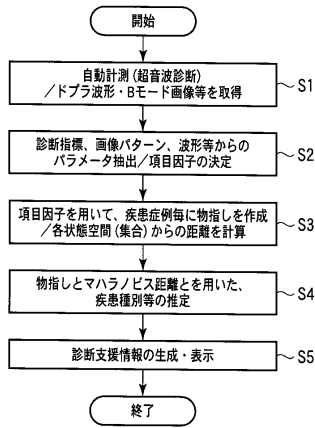 開始
自動計測(超音波診断)
/ドプラ波形・Bモード画像等を取得
S1
診断指標、画像パターン、波形等からの
パラメータ抽出/項目因子の決定
S2
項目因子を用いて、疾患症例毎に物指しを作成
/各状態空間(集合)からの距離を計算
S3
物指しとマハラノビス距離とを用いた、
疾患種別等の推定
S4
診断支援情報の生成・表示
S5
終了